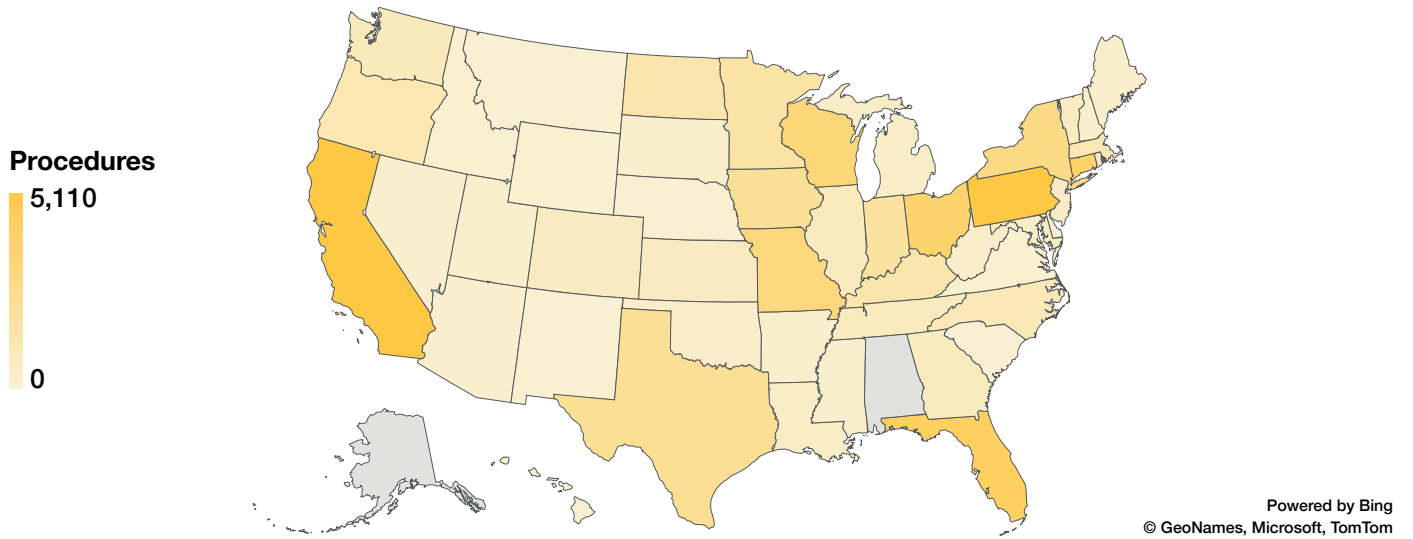 Procedures
5,110
0
Powered by Bing
© GeoNames, Microsoft, TomTom